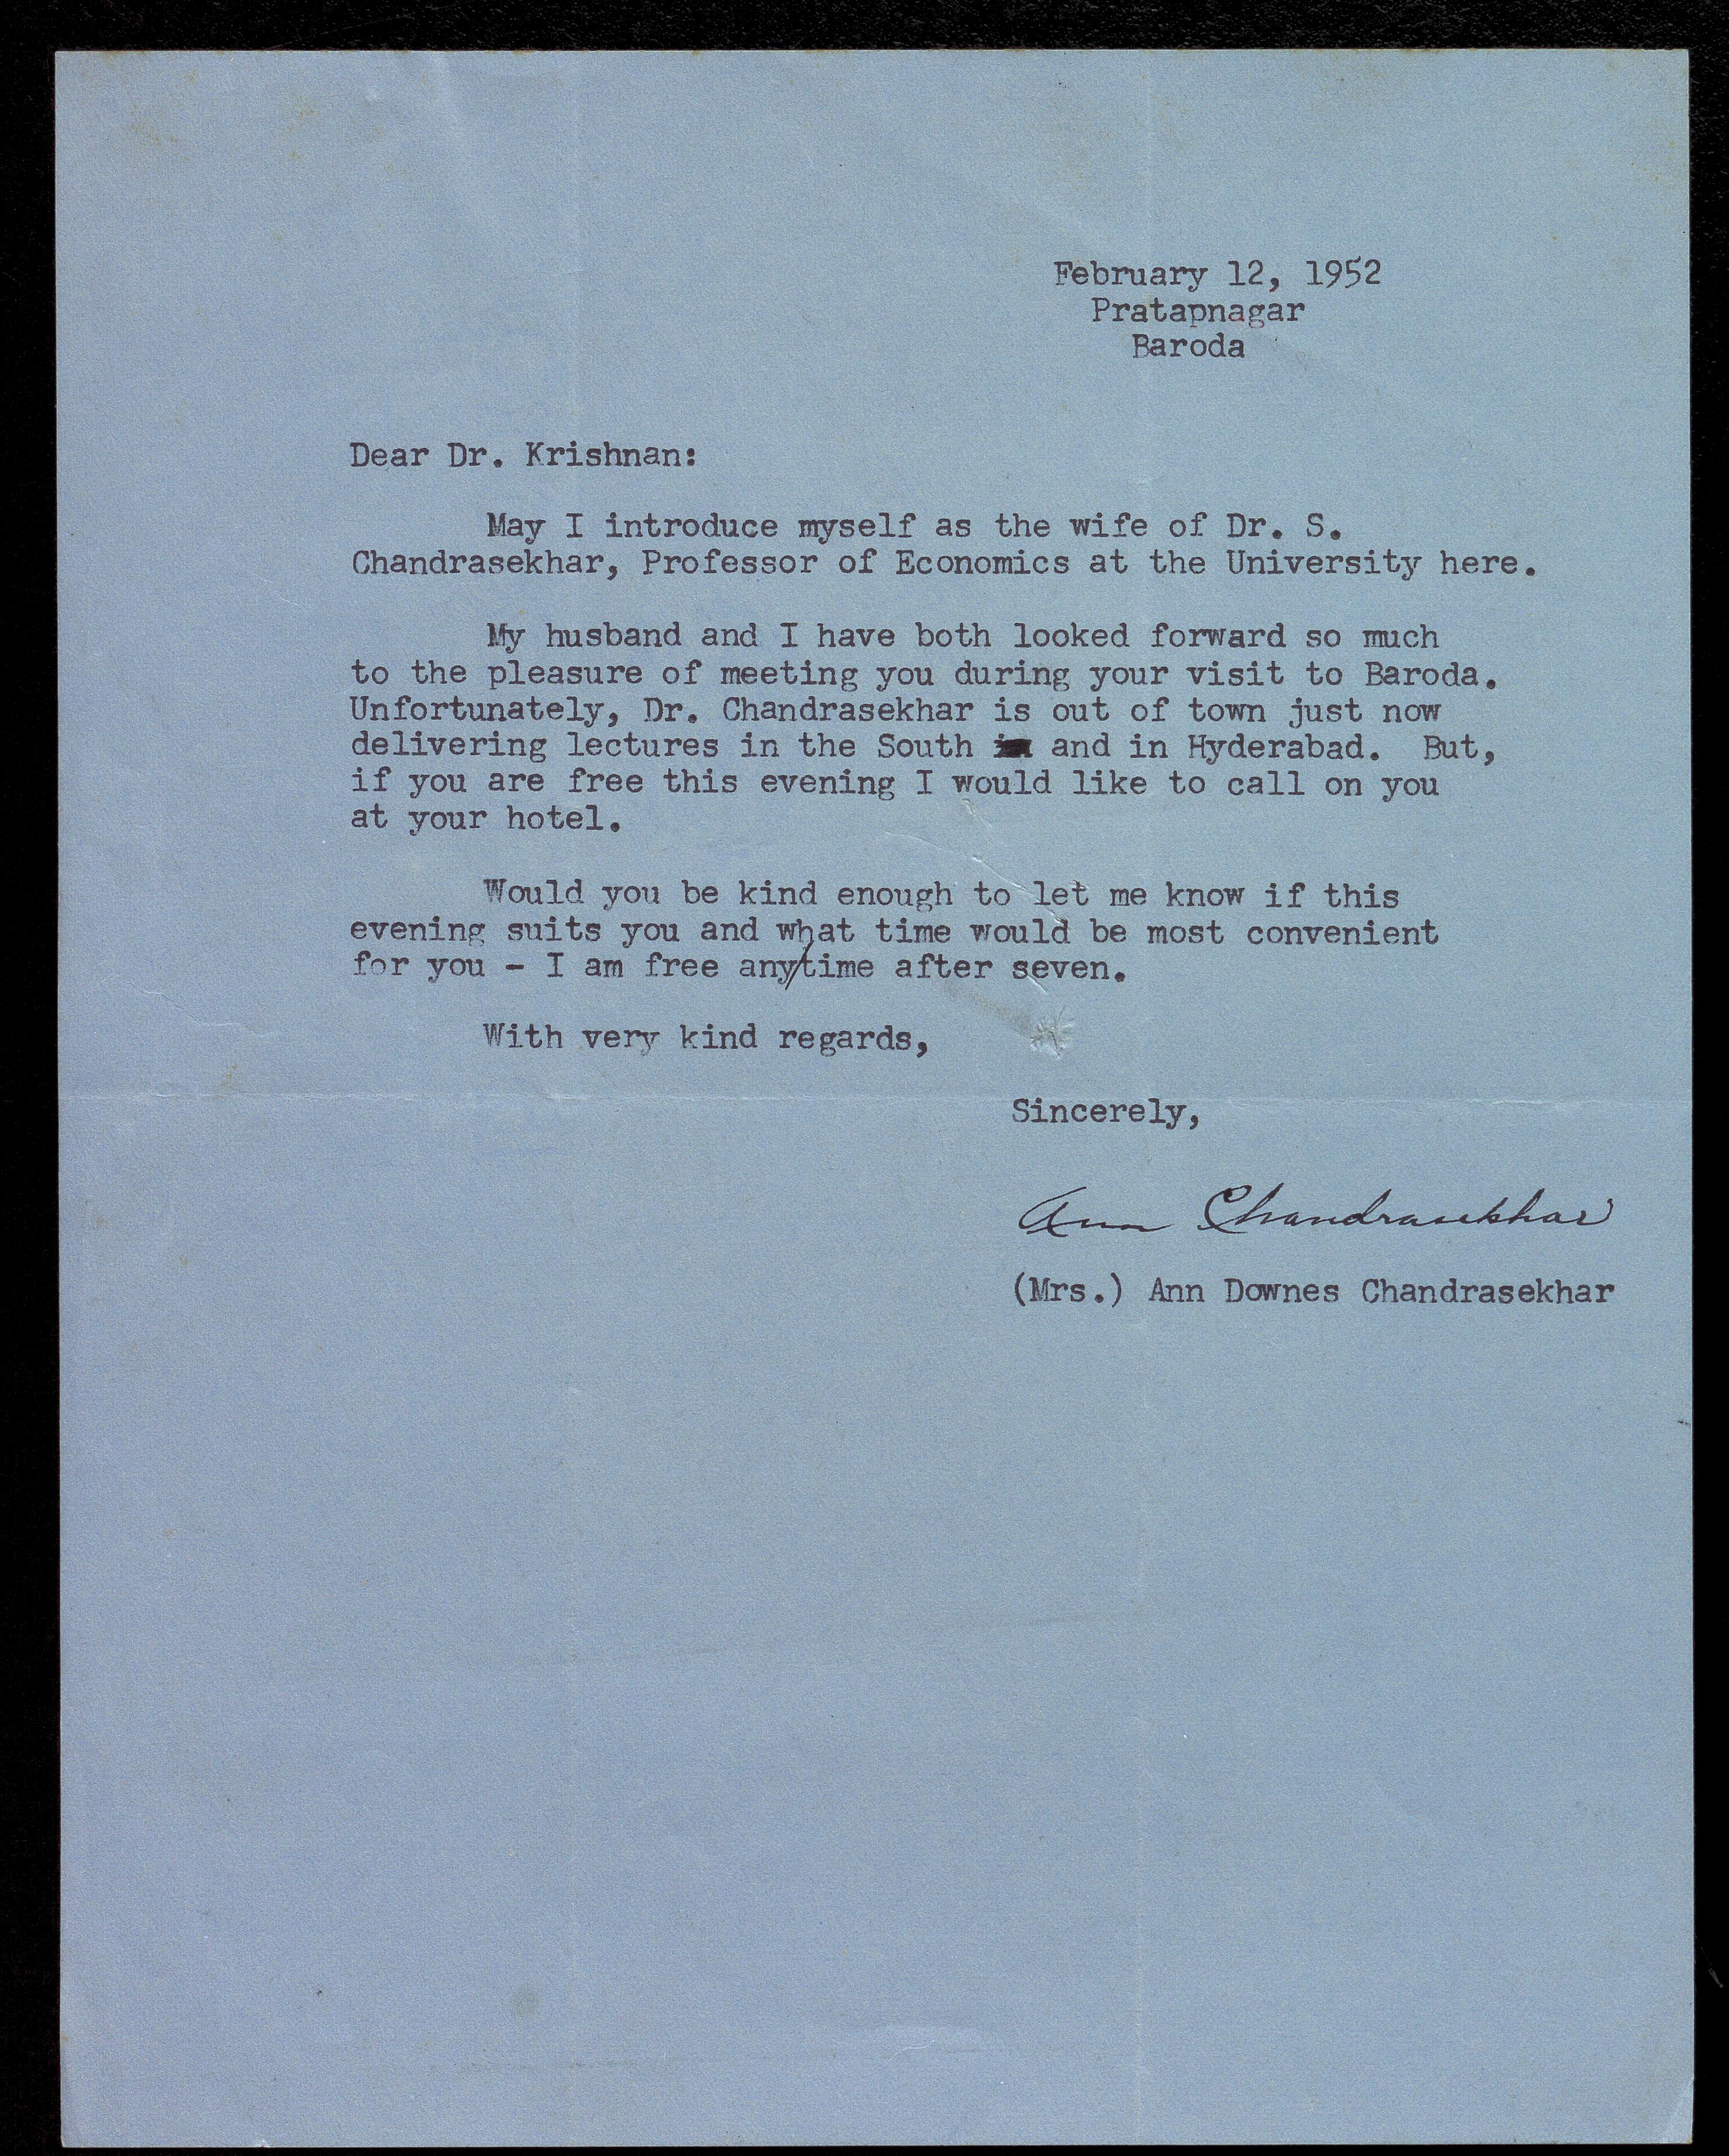 February 12, 1952
Pratapnagar
Baroda
Dear Dr. Krishnan:
May I introduce myself as the wife of Dr. S.
Chandrasekhar, Professor of Economics at the University here.
My husband and I have both looked forward so much
to the pleasure of meeting you during your visit to Baroda.
Unfortunately, Dr. Chandrasekhar is out of town just now
delivering lectures in the South and in Hyderabad. But,
if you are free this evening I would like to call on you
at your hotel.
Would you be kind enough to let me know if this
evening suits you and what time would be most convenient
for you - I am free any/time after seven.
With very kind regards,
Sincerely,
Ann Chandrasekhar
(Mrs.) Ann Downes Chandrasekhar